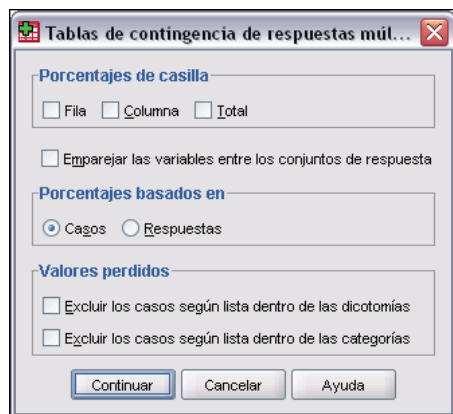 Tablas de contingencia de respuestas múl...
Porcentajes de casilla
Fila Columna Total
Emparejar las variables entre los conjuntos de respuesta
Porcentajes basados en
Casos Respuestas
Valores perdidos
Excluir los casos según lista dentro de las dicotomías
Excluir los casos según lista dentro de las categorías
Continuar Cancelar Ayuda